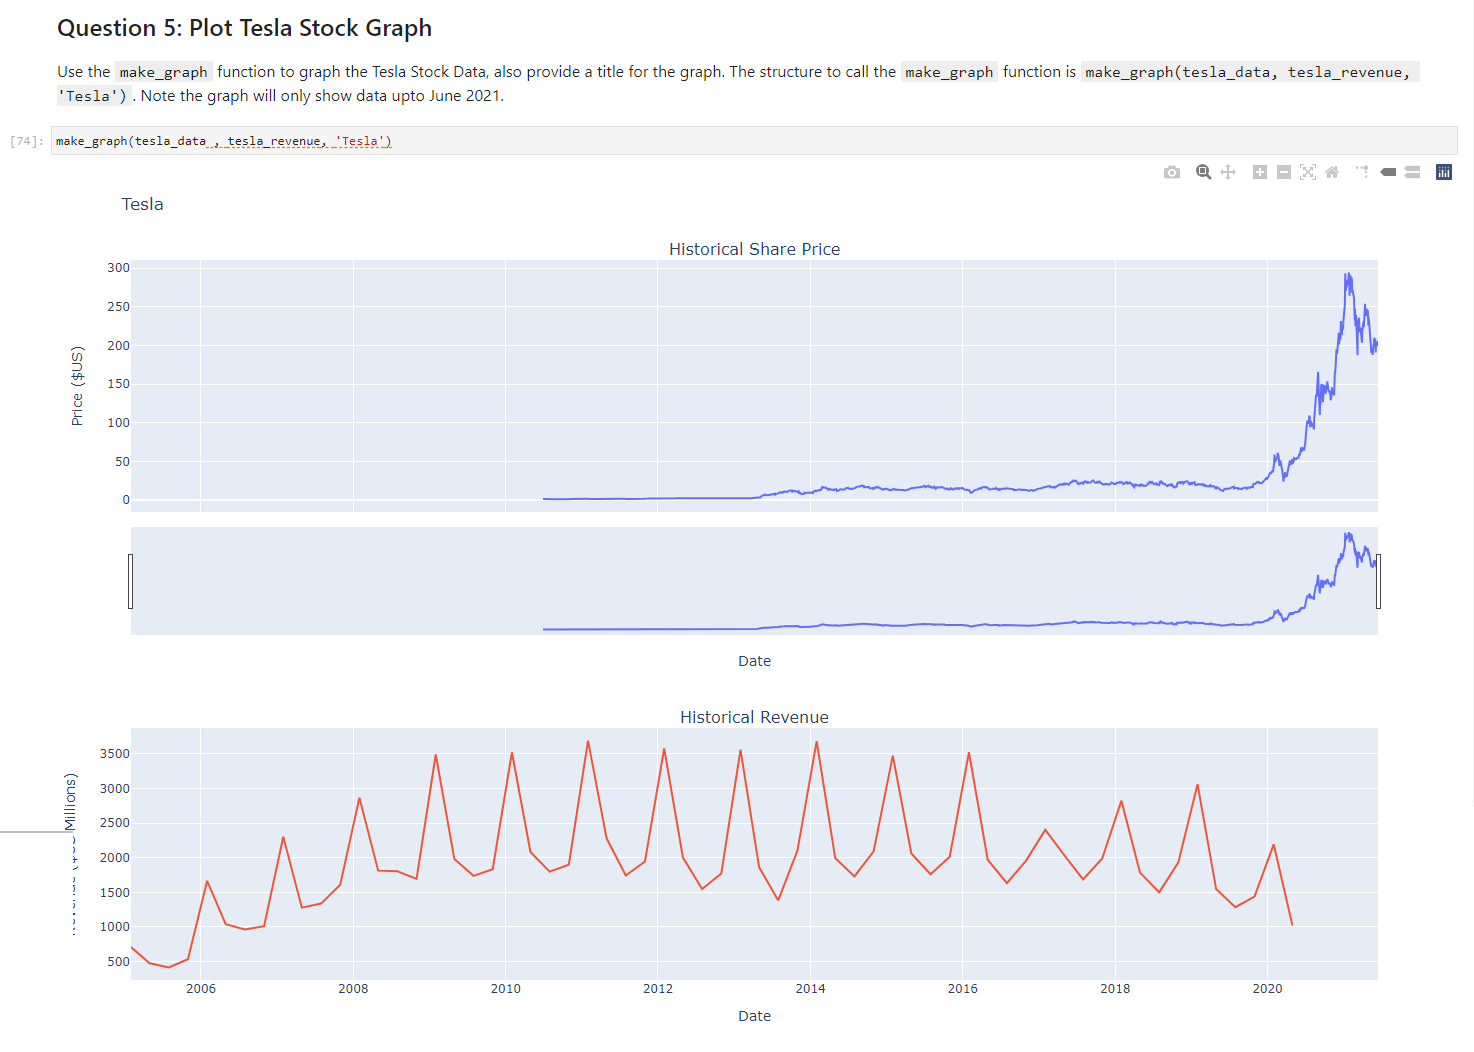 Question 5: Plot Tesla Stock Graph
Use the make_graph function to graph the Tesla Stock Data, also provide a title for the graph. The structure to call the make_graph function is make_graph(tesla_data, tesla_revenue,
'Tesla'). Note the graph will only show data upto June 2021.
[74]: make_graph(tesla_data , tesla_revenue, 'Tesla')
Tesla
Historical Share Price
300
250
200
150
100
50
0
Price ($US)
Date
Historical Revenue
3500
3000
2500
2000
1500
1000
500
Millions)
2006 2008 2010 2012 2014 2016 2018 2020
Date